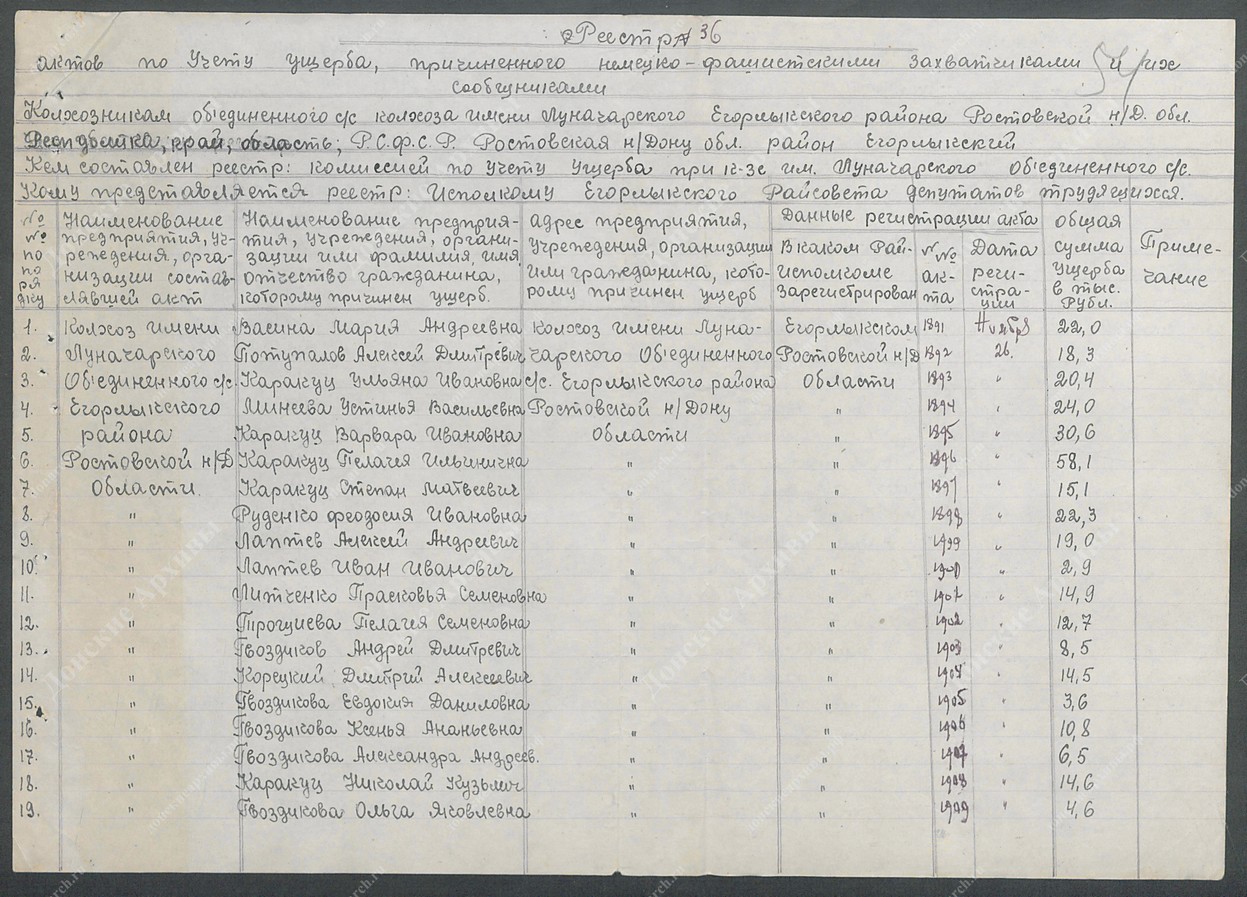 Реестр № 36
актов по Учету ущерба, причиненного немецко-фашистскими захватчиками и их
сообщниками
Колхозникам об'единенного с/с колхоза имени Луначарского Егорлыкского района Ростовской н/Д. обл.
Республика, край, область; Р.С.Ф.С.Р. Ростовская н/Дону обл. район Егорлыкский
Кем составлен реестр: комиссией по Учету Ущерба при к-зе им. Луначарского об'единенного с/с.
Кому представляется реестр: Исполкому Егорлыкского Райсовета депутатов трудящихся.
№№ по порядку | Наименование предприятия, учреждения, организации составлявшей акт | Наименование предприятия, учреждения, организации или фамилия, имя отчество гражданина, которому причинен ущерб. | адрес предприятия, учреждения, организации или гражданина, которому причинен ущерб | Данные регистрации акта | общая сумма ущерба в тыс. Рубл. | Примечание
В каком Райисполкоме зарегистрирован | №№ акта | Дата регистрации
1. Колхоз имени Васина Мария Андреевна колхоз имени Луна- Егорлыкском 1891 Ноября 22,0
2. Луначарского Потупалов Алексей Дмитревич чарского Об'единенного Ростовской н/Д 1892 26. 18,3
3. Об'единенного с/с. Каракуц Ульяна Ивановна с/с. Егорлыкского района Области 1893 " 20,4
4. Егорлыкского Минеева Устинья Васильевна Ростовской н/Дону " 1894 " 24,0
5. района Каракуц Варвара Ивановна Области " 1895 " 30,6
6. Ростовской н/Д Каракуц Пелагея Ильинична " " 1896 " 58,1
7. Области. Каракуц Степан Матвеевич " " 1897 " 15,1
8. " Руденко Феодосия Ивановна " " 1898 " 22,3
9. " Лаптев Алексей Андреевич " " 1899 " 19,0
10. " Лаптев Иван Иванович " " 1900 " 2,9
11. " Литченко Прасковья Семеновна " " 1901 " 14,9
12. " Пелагея Семеновна " " 1902 " 12,7
13. " Гвоздиков Андрей Дмитревич " " 1903 " 8,5
14. " Корецкий Дмитрий Алексеевич " " 1904 " 14,5
15. " Гвоздикова Евдокия Даниловна " " 1905 " 3,6
16. " Гвоздикова Ксенья Ананьевна " " 1906 " 10,8
17. " Гвоздикова Александра Андреев. " " 1907 " 6,5
18. " Каракуц Николай Кузьмич " " 1908 " 14,6
19. " Гвоздикова Ольга Яковлевна " " 1909 " 4,6